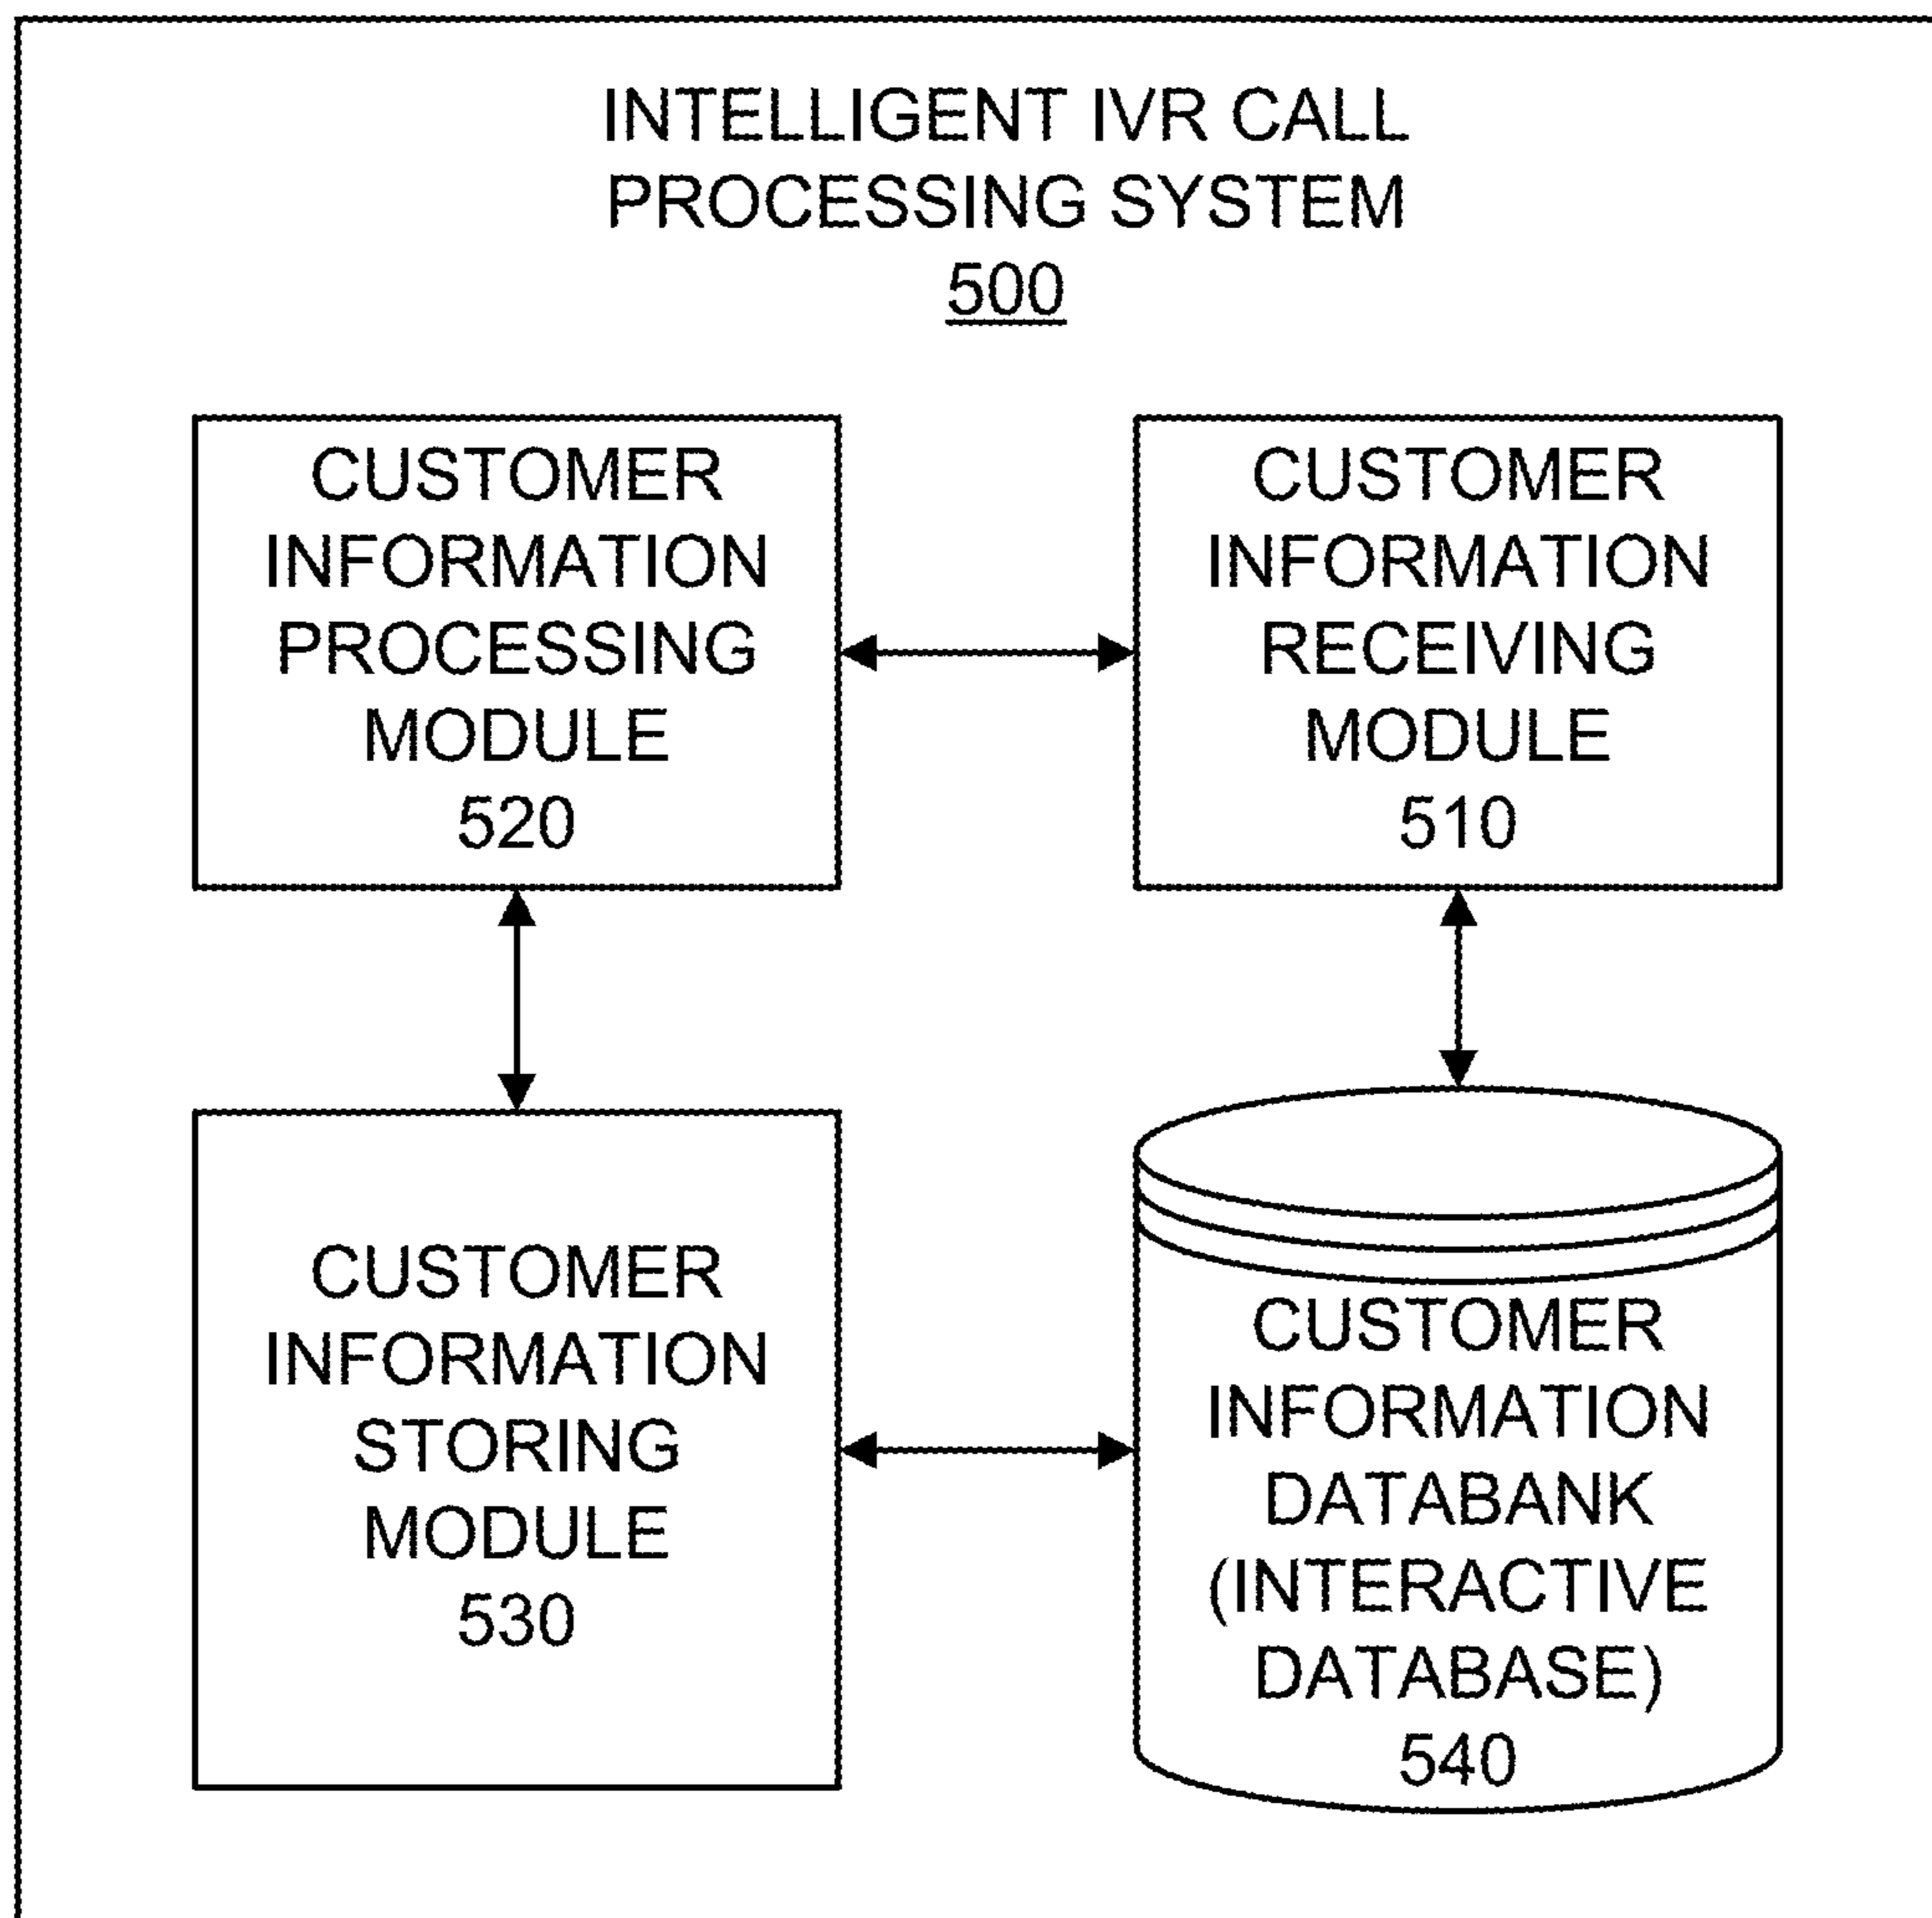 INTELLIGENT IVR CALL
PROCESSING SYSTEM
500
CUSTOMER
INFORMATION
PROCESSING
MODULE
520
CUSTOMER
INFORMATION
RECEIVING
MODULE
510
CUSTOMER
INFORMATION
STORING
MODULE
530
CUSTOMER
INFORMATION
DATABANK
(INTERACTIVE
DATABASE)
540